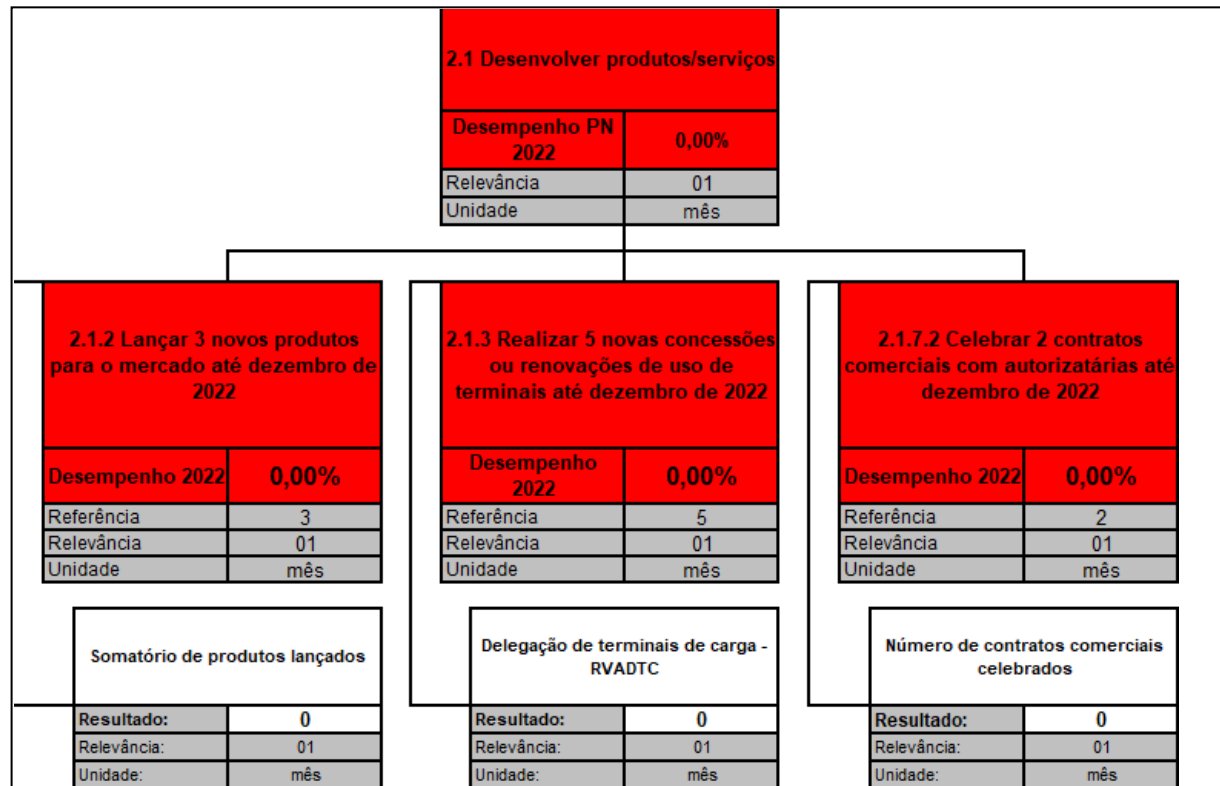 2.1 Desenvolver produtos/serviços
Desempenho PN
2022
0,00%
Relevância 01
Unidade mês
2.1.2 Lançar 3 novos produtos
para o mercado até dezembro de
2022
Desempenho 2022 0,00%
Referência 3
Relevância 01
Unidade mês
Somatório de produtos lançados
Resultado: 0
Relevância: 01
Unidade: mês
2.1.3 Realizar 5 novas concessões
ou renovações de uso de
terminais até dezembro de 2022
Desempenho
2022
0,00%
Referência 5
Relevância 01
Unidade mês
Delegação de terminais de carga -
RVADTC
Resultado: 0
Relevância: 01
Unidade: mês
2.1.7.2 Celebrar 2 contratos
comerciais com autorizatárias até
dezembro de 2022
Desempenho 2022 0,00%
Referência 2
Relevância 01
Unidade mês
Número de contratos comerciais
celebrados
Resultado: 0
Relevância: 01
Unidade: mês